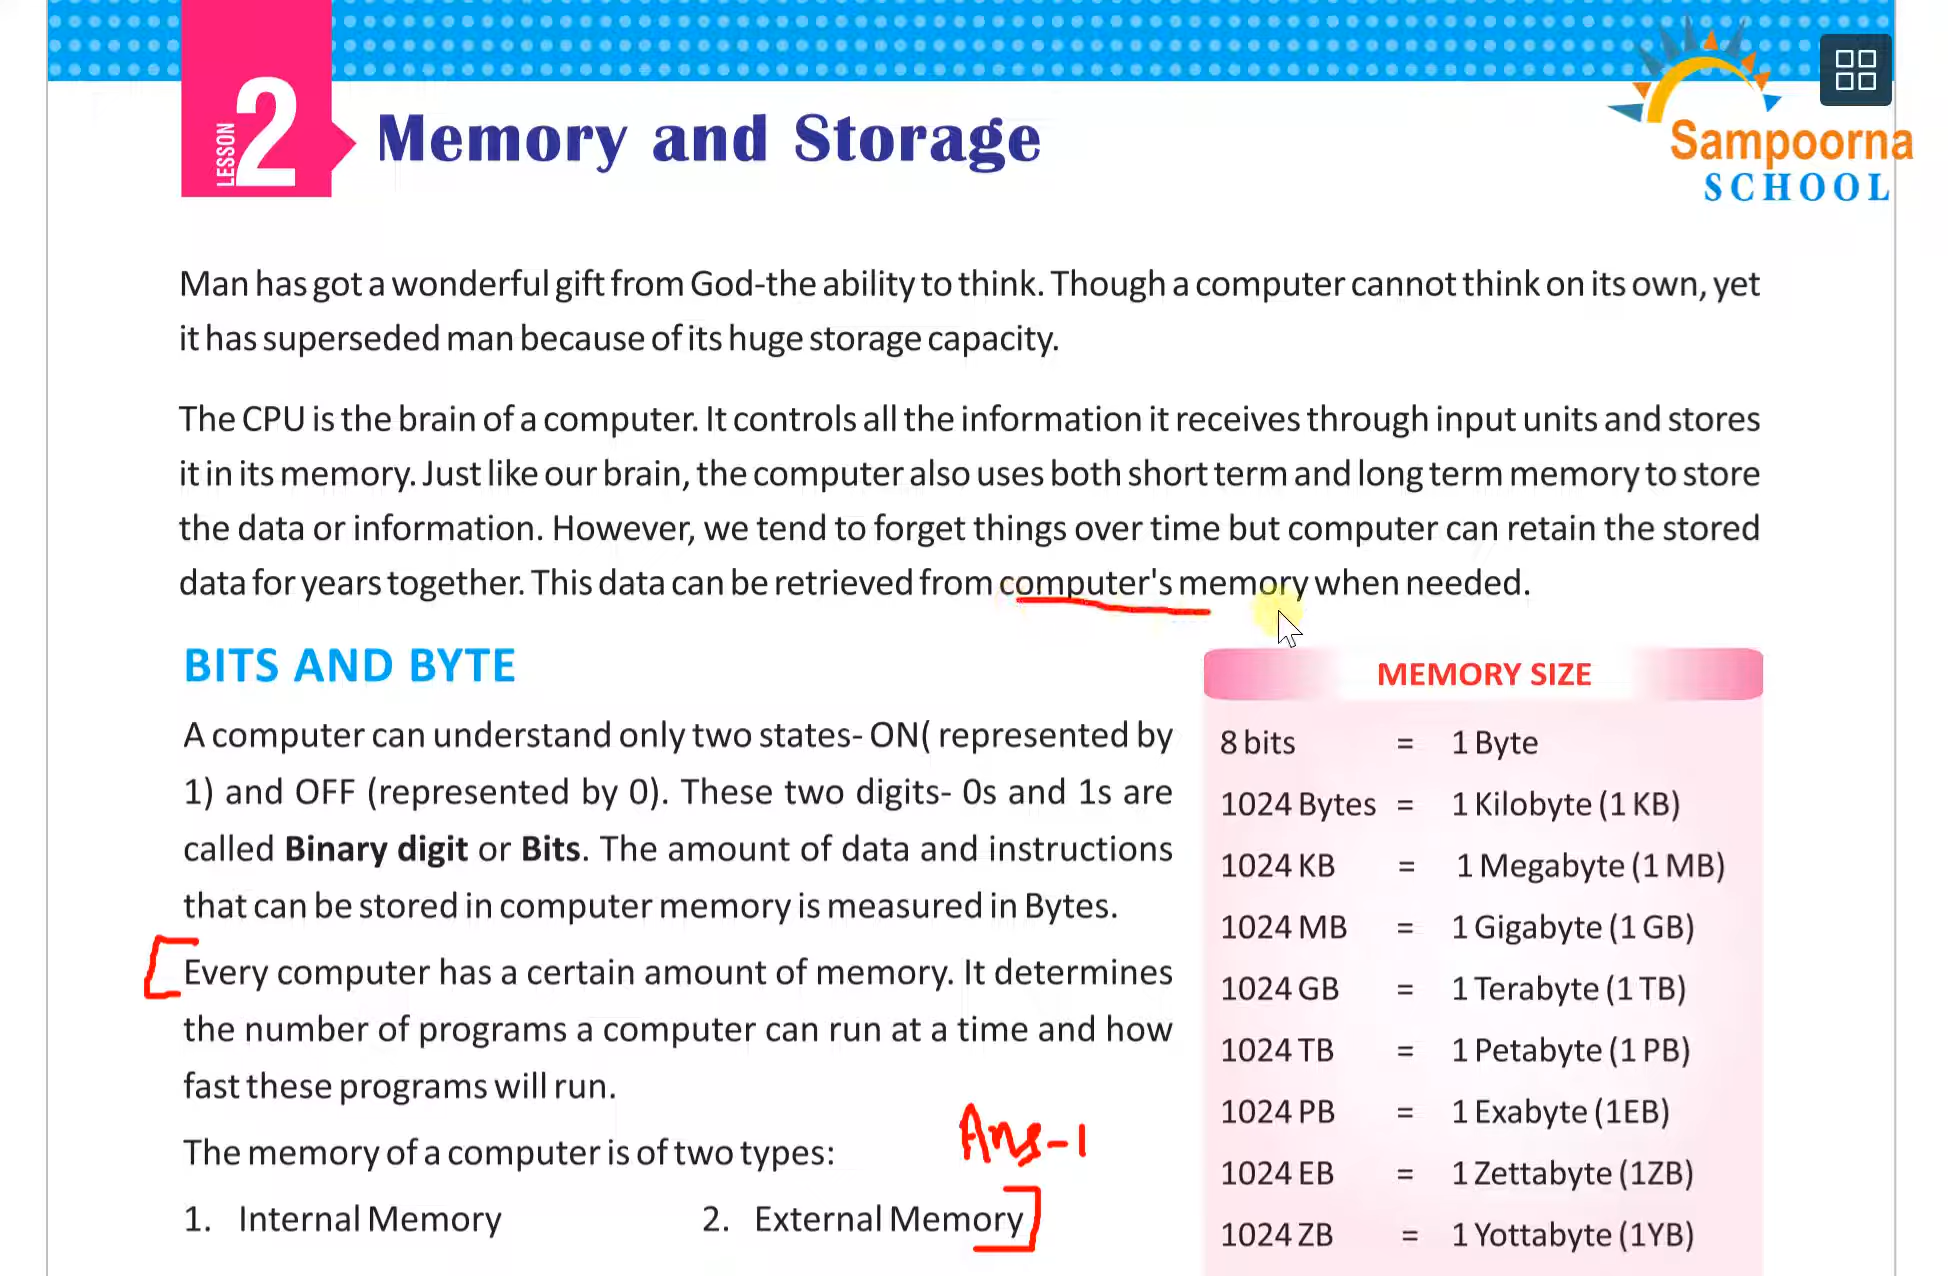 LESSON 2
Memory and Storage
Sampoorna
SCHOOL
Man has got a wonderful gift from God-the ability to think. Though a computer cannot think on its own, yet
it has superseded man because of its huge storage capacity.
The CPU is the brain of a computer. It controls all the information it receives through input units and stores
it in its memory. Just like our brain, the computer also uses both short term and long term memory to store
the data or information. However, we tend to forget things over time but computer can retain the stored
data for years together. This data can be retrieved from computer's memory when needed.
BITS AND BYTE
A computer can understand only two states- ON( represented by
1) and OFF (represented by 0). These two digits- 0s and 1s are
called Binary digit or Bits. The amount of data and instructions
that can be stored in computer memory is measured in Bytes.
Every computer has a certain amount of memory. It determines
the number of programs a computer can run at a time and how
fast these programs will run.
Ans-1
The memory of a computer is of two types:
1. Internal Memory 2. External Memory
MEMORY SIZE
8 bits = 1 Byte
1024 Bytes = 1 Kilobyte (1 KB)
1024 KB = 1 Megabyte (1 MB)
1024 MB = 1 Gigabyte (1 GB)
1024 GB = 1 Terabyte (1 TB)
1024 TB = 1 Petabyte (1 PB)
1024 PB = 1 Exabyte (1EB)
1024 EB = 1 Zettabyte (1ZB)
1024 ZB = 1 Yottabyte (1YB)